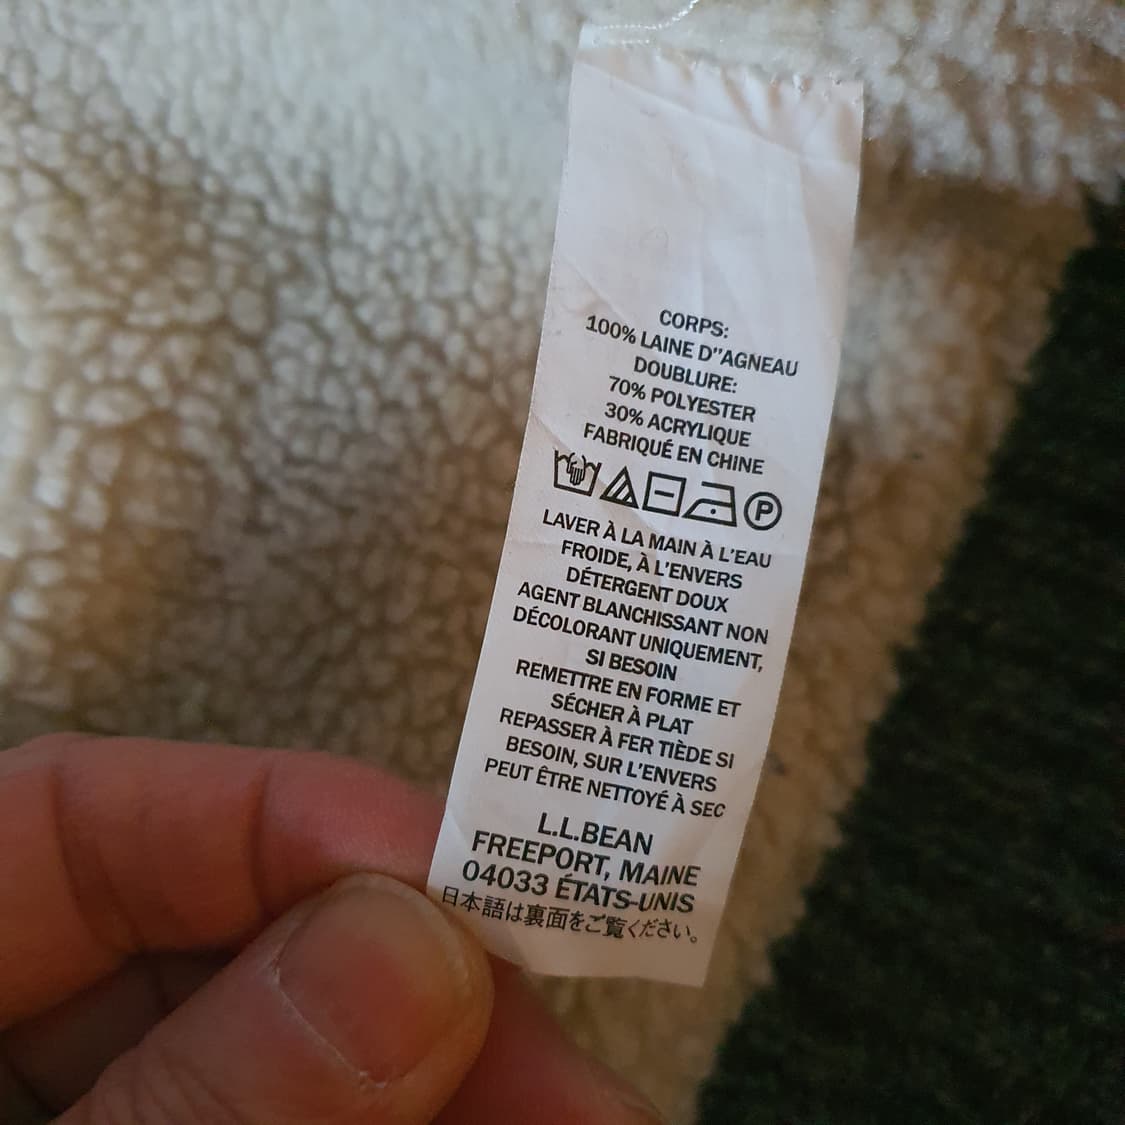 CORPS:
100% LAINE D''AGNEAU
DOUBLURE:
70% POLYESTER
30% ACRYLIQUE
FABRIQUÉ EN CHINE
P
LAVER À LA MAIN À L'EAU
FROIDE, À L'ENVERS
DÉTERGENT DOUX
AGENT BLANCHISSANT NON
DÉCOLORANT UNIQUEMENT,
SI BESOIN
REMETTRE EN FORME ET
SÉCHER À PLAT
REPASSER À FER TIÈDE SI
BESOIN, SUR L'ENVERS
PEUT ÊTRE NETTOYÉ À SEC
L.L.BEAN
FREEPORT, MAINE
04033 ÉTATS-UNIS
日本語は裏面をご覧ください。